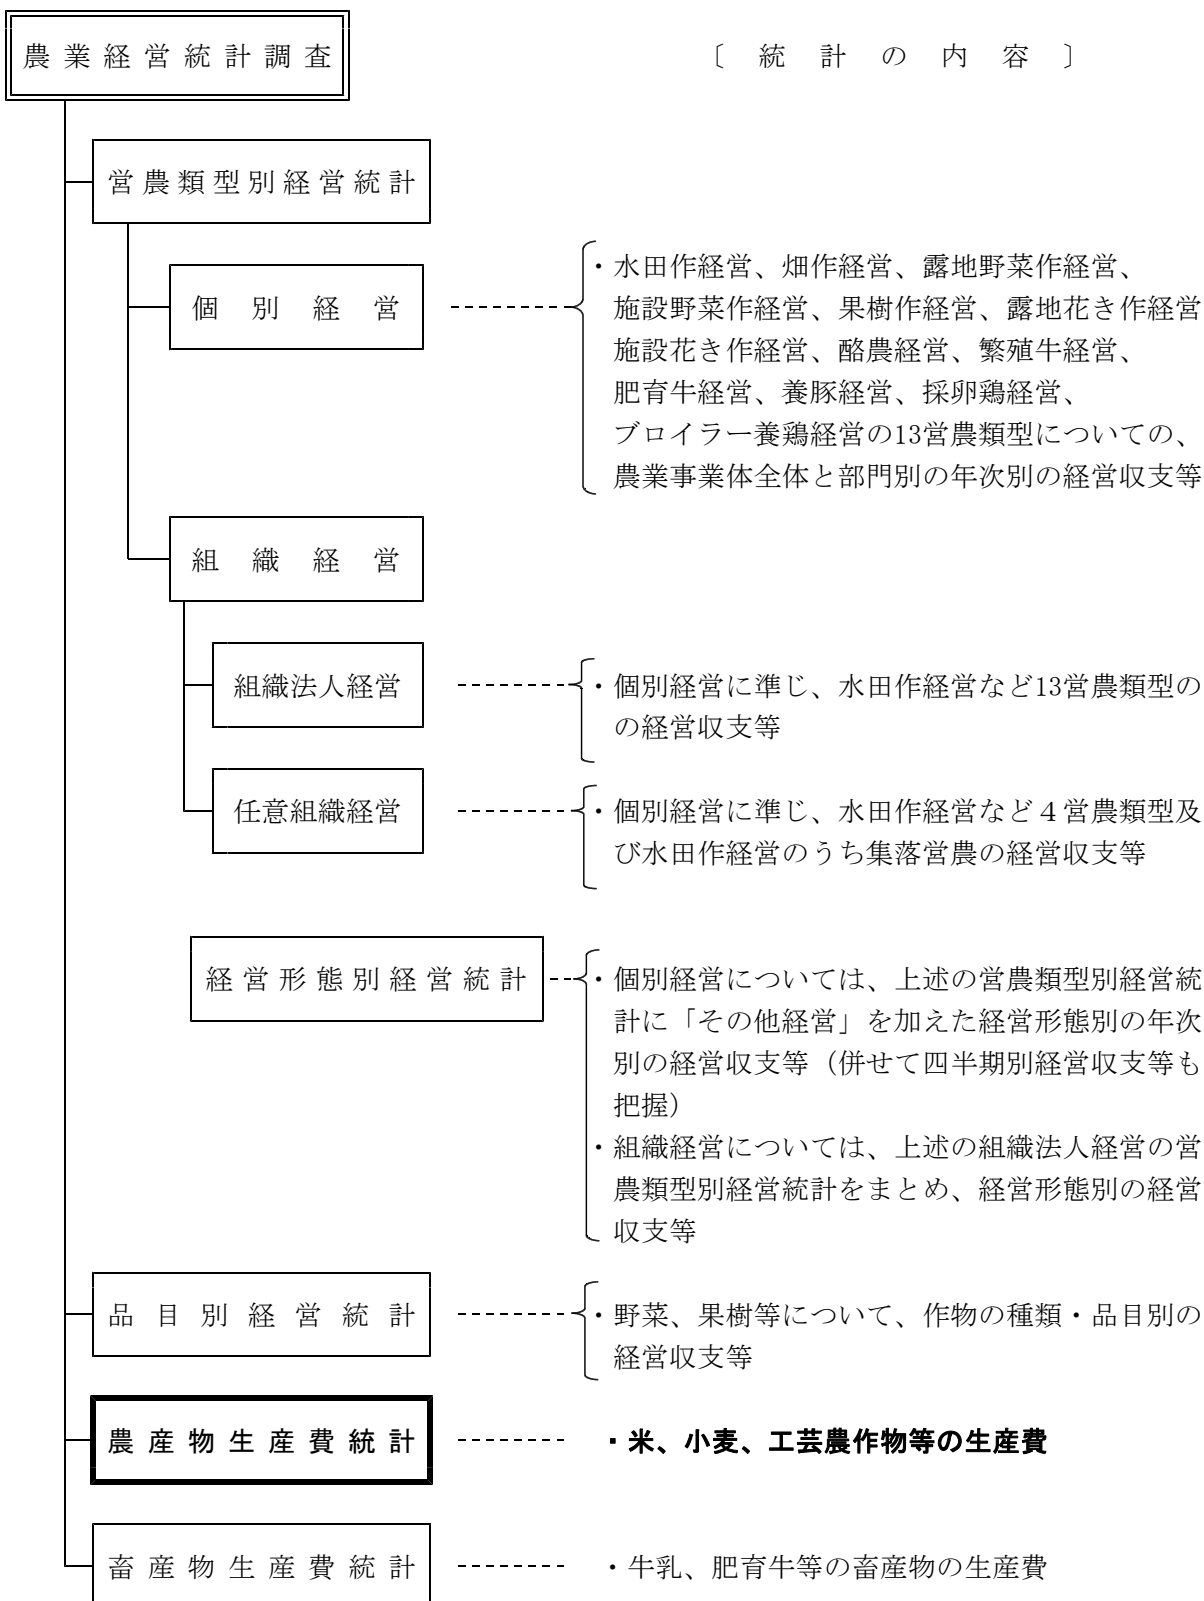 農業経営統計調査
〔統計の内容〕
営農類型別経営統計
個別経営
・水田作経営、畑作経営、露地野菜作経営、
施設野菜作経営、果樹作経営、露地花き作経営
施設花き作経営、酪農経営、繁殖牛経営、
肥育牛経営、養豚経営、採卵鶏経営、
ブロイラー養鶏経営の13営農類型についての、
農業事業体全体と部門別の年次別の経営収支等
組織経営
組織法人経営
・個別経営に準じ、水田作経営など13営農類型の
の経営収支等
任意組織経営
・個別経営に準じ、水田作経営など４営農類型及
び水田作経営のうち集落営農の経営収支等
経営形態別経営統計
・個別経営については、上述の営農類型別経営統
計に「その他経営」を加えた経営形態別の年次
別の経営収支等（併せて四半期別経営収支等も
把握）
・組織経営については、上述の組織法人経営の営
農類型別経営統計をまとめ、経営形態別の経営
収支等
品目別経営統計
・野菜、果樹等について、作物の種類・品目別の
経営収支等
農産物生産費統計
・米、小麦、工芸農作物等の生産費
畜産物生産費統計
・牛乳、肥育牛等の畜産物の生産費